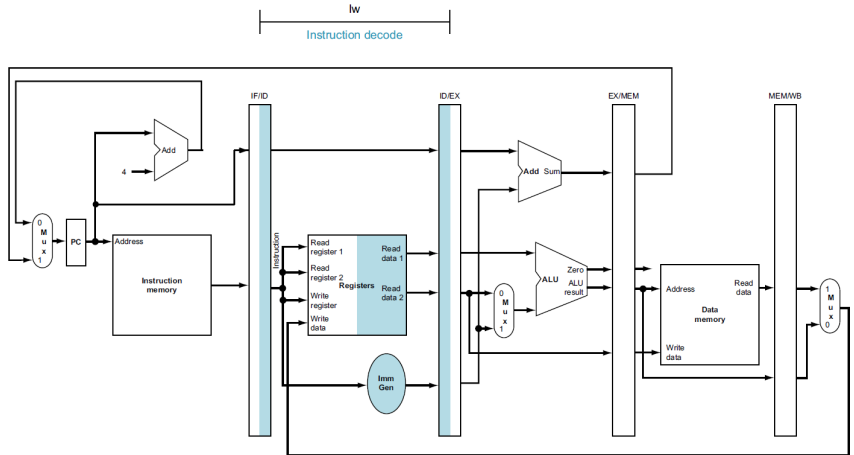 lw
Instruction decode
IF/ID
ID/EX
EX/MEM
MEM/WB
Add
4
Add Sum
0
M
u
x
1
PC
Address
Instruction
memory
Instruction
Read
register 1
Read
register 2
Write
register
Write
data
Registers
Read
data 1
Read
data 2
Imm
Gen
0
M
u
x
1
ALU
Zero
ALU
result
Address
Write
data
Data
memory
Read
data
1
M
u
x
0